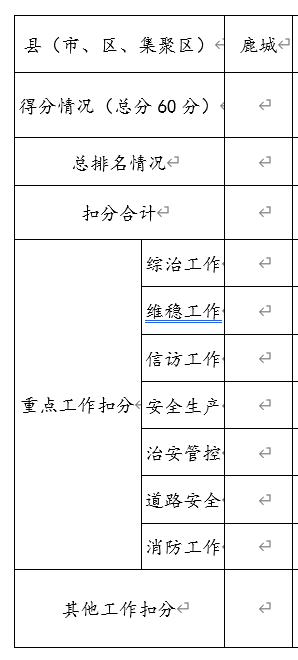 县（市、区、集聚区） 鹿城
得分情况（总分60分）
总排名情况
扣分合计
重点工作扣分
综治工作
维稳工作
信访工作
安全生产
治安管控
道路安全
消防工作
其他工作扣分